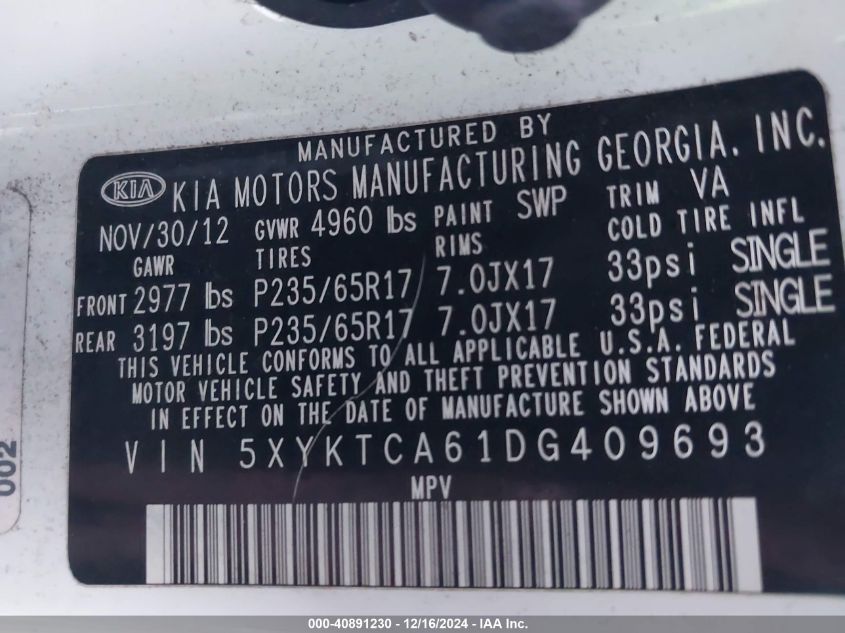 MANUFACTURED BY
KIA KIA MOTORS MANUFACTURING GEORGIA, INC.
NOV/30/12 GVWR 4960 lbs PAINT SWP TRIM VA
GAWR TIRES RIMS COLD TIRE INFL
FRONT 2977 lbs P235/65R17 7.0JX17 33psi SINGLE
REAR 3197 lbs P235/65R17 7.0JX17 33psi SINGLE
THIS VEHICLE CONFORMS TO ALL APPLICABLE U.S.A. FEDERAL
MOTOR VEHICLE SAFETY AND THEFT PREVENTION STANDARDS
IN EFFECT ON THE DATE OF MANUFACTURE SHOWN ABOVE
VIN 5XYKTCA61DG409693
MPV
002
000-40891230 - 12/16/2024 - IAA Inc.